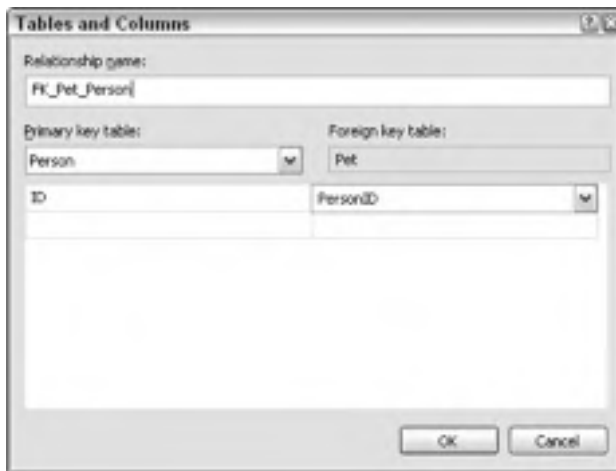 Tables and Columns
Relationship name:
FK_Pet_Person
Primary key table:
Foreign key table:
Person
Pet
ID
PersonID
OK
Cancel